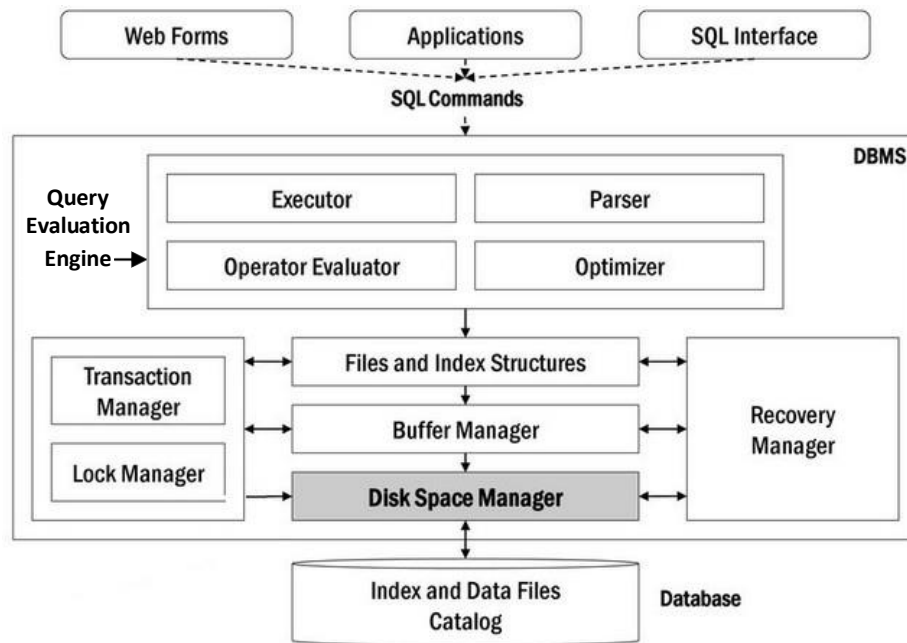 Web Forms
Applications
SQL Interface
SQL Commands
DBMS
Query
Evaluation
Engine
Executor
Parser
Operator Evaluator
Optimizer
Transaction
Manager
Lock Manager
Files and Index Structures
Buffer Manager
Disk Space Manager
Recovery
Manager
Index and Data Files
Catalog
Database